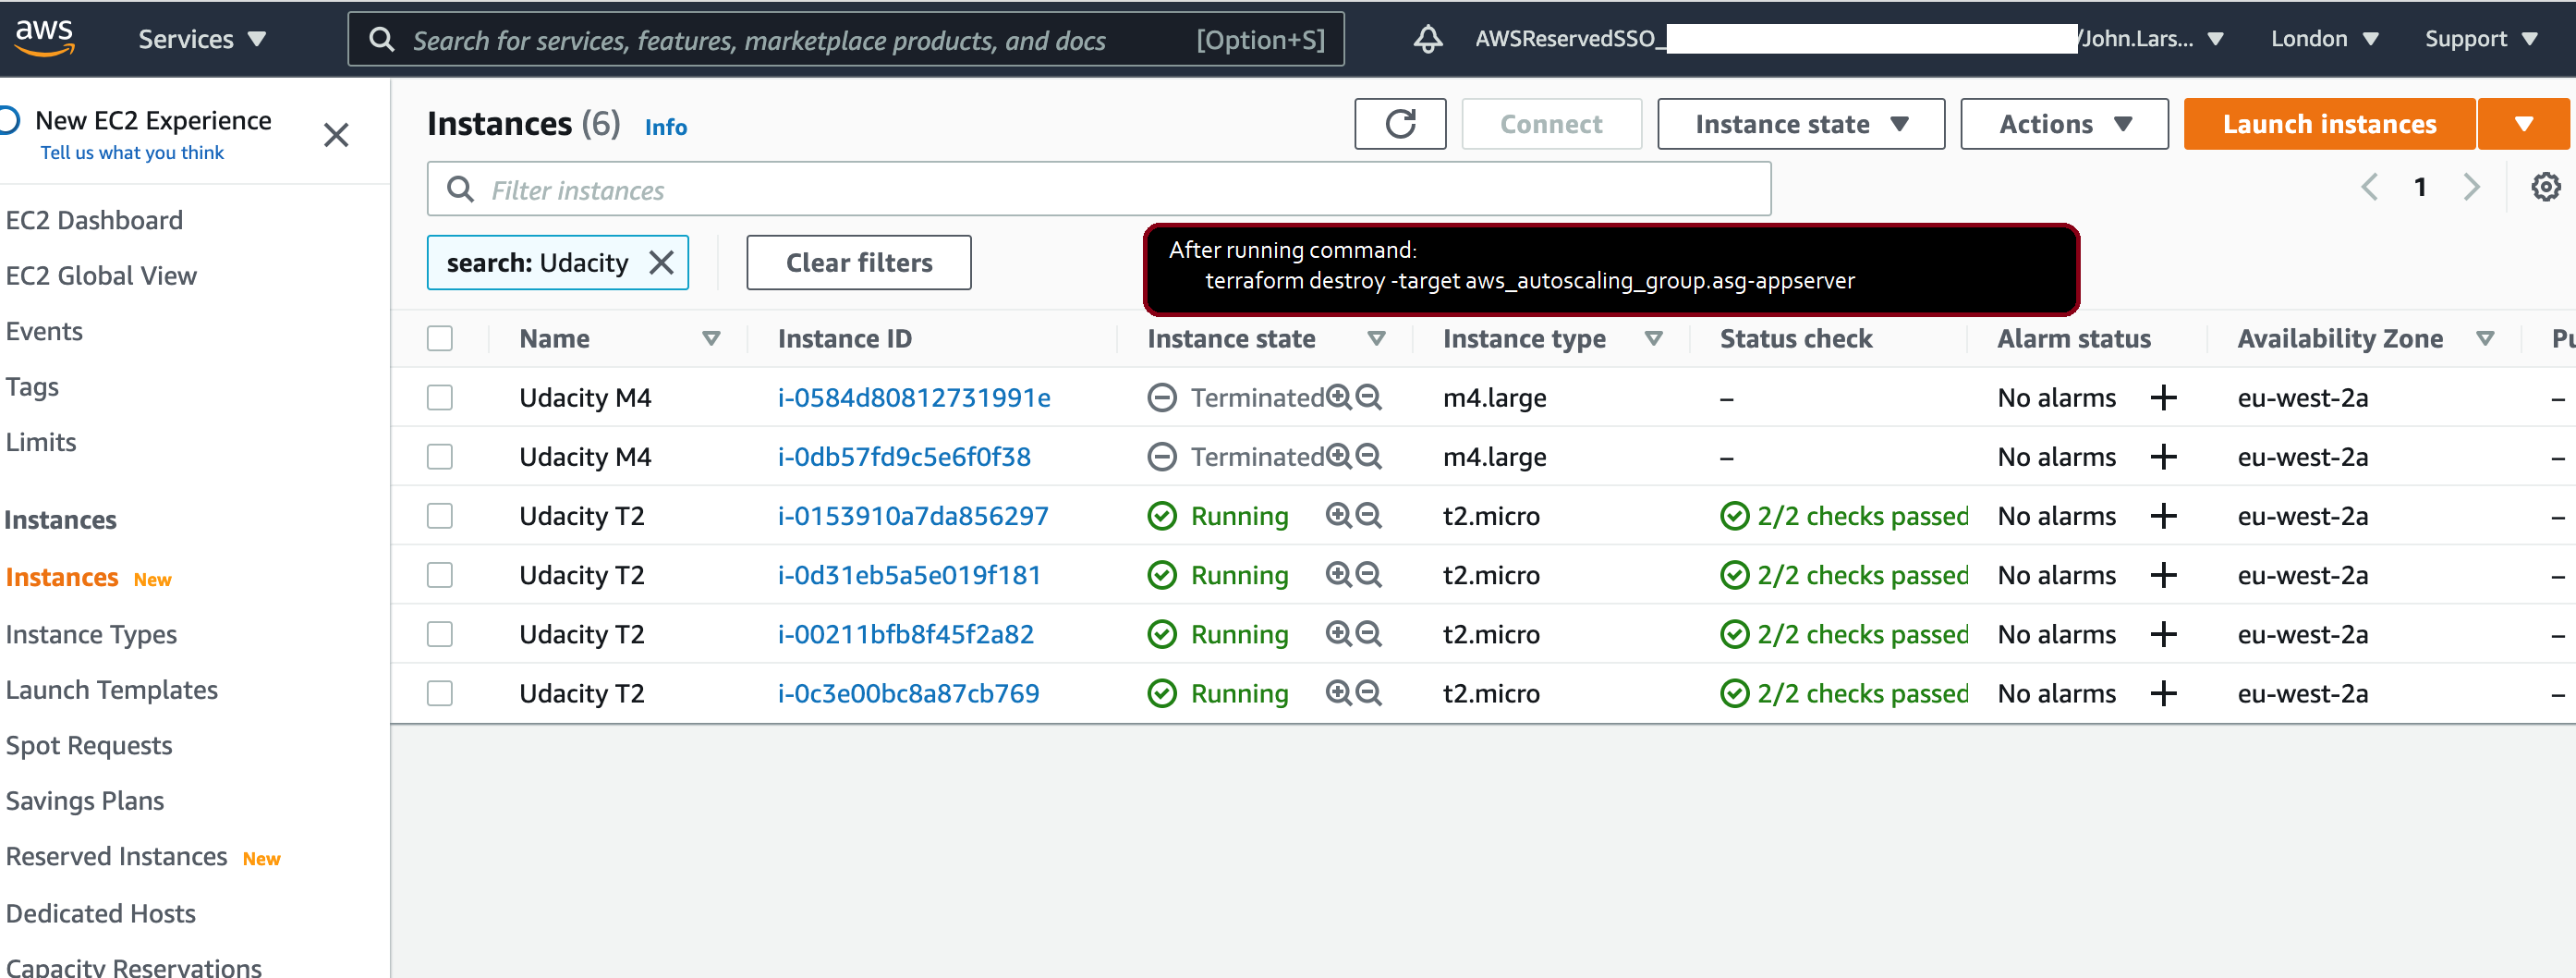 aws Services Search for services, features, marketplace products, and docs [Option+S] AWSReservedSSO_ /John.Lars... London Support
New EC2 Experience
Tell us what you think
EC2 Dashboard
EC2 Global View
Events
Tags
Limits
Instances
Instances New
Instance Types
Launch Templates
Spot Requests
Savings Plans
Reserved Instances New
Dedicated Hosts
Capacity Reservations
Instances (6) Info Connect Instance state Actions Launch instances
Filter instances 1
search: Udacity Clear filters
After running command:
terraform destroy -target aws_autoscaling_group.asg-appserver
Name Instance ID Instance state Instance type Status check Alarm status Availability Zone Pu
Udacity M4 i-0584d80812731991e Terminated m4.large – No alarms + eu-west-2a –
Udacity M4 i-0db57fd9c5e6f0f38 Terminated m4.large – No alarms + eu-west-2a –
Udacity T2 i-0153910a7da856297 Running t2.micro 2/2 checks passed No alarms + eu-west-2a –
Udacity T2 i-0d31eb5a5e019f181 Running t2.micro 2/2 checks passed No alarms + eu-west-2a –
Udacity T2 i-00211bfb8f45f2a82 Running t2.micro 2/2 checks passed No alarms + eu-west-2a –
Udacity T2 i-0c3e00bc8a87cb769 Running t2.micro 2/2 checks passed No alarms + eu-west-2a –